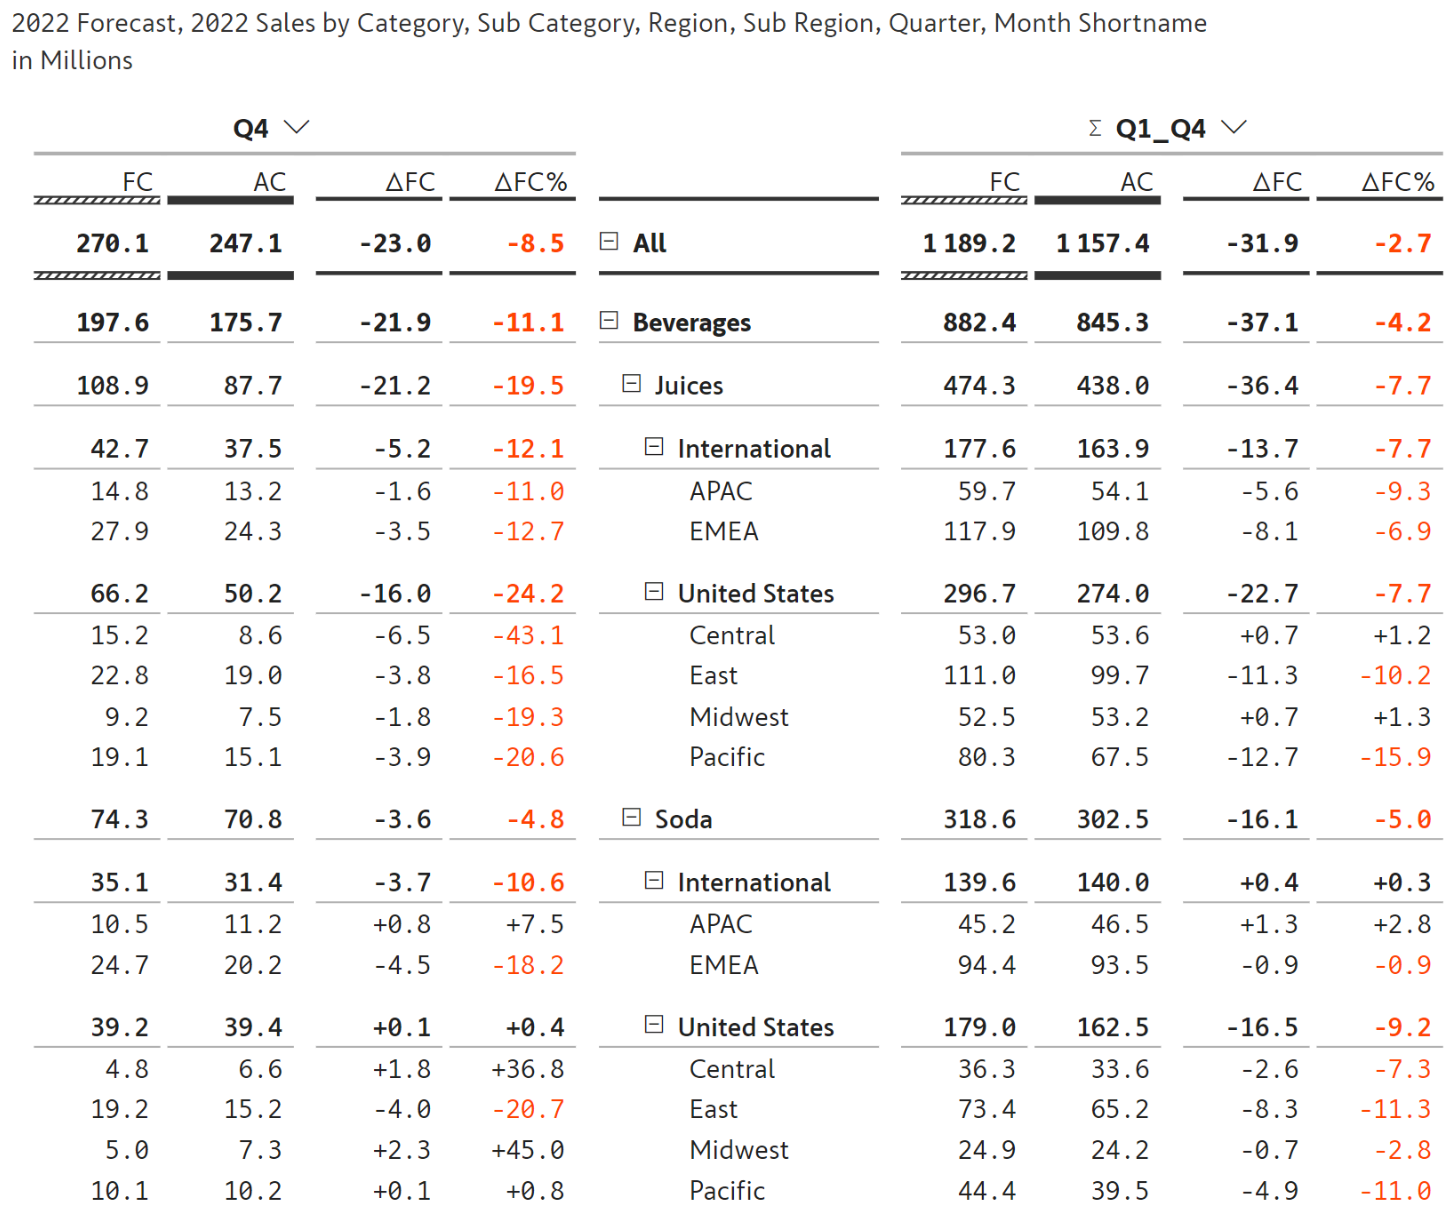 2022 Forecast, 2022 Sales by Category, Sub Category, Region, Sub Region, Quarter, Month Shortname
in Millions
Q4 Σ Q1_Q4
FC AC ΔFC ΔFC% FC AC ΔFC ΔFC%
270.1 247.1 -23.0 -8.5 All 1 189.2 1 157.4 -31.9 -2.7
197.6 175.7 -21.9 -11.1 Beverages 882.4 845.3 -37.1 -4.2
108.9 87.7 -21.2 -19.5 Juices 474.3 438.0 -36.4 -7.7
42.7 37.5 -5.2 -12.1 International 177.6 163.9 -13.7 -7.7
14.8 13.2 -1.6 -11.0 APAC 59.7 54.1 -5.6 -9.3
27.9 24.3 -3.5 -12.7 EMEA 117.9 109.8 -8.1 -6.9
66.2 50.2 -16.0 -24.2 United States 296.7 274.0 -22.7 -7.7
15.2 8.6 -6.5 -43.1 Central 53.0 53.6 +0.7 +1.2
22.8 19.0 -3.8 -16.5 East 111.0 99.7 -11.3 -10.2
9.2 7.5 -1.8 -19.3 Midwest 52.5 53.2 +0.7 +1.3
19.1 15.1 -3.9 -20.6 Pacific 80.3 67.5 -12.7 -15.9
74.3 70.8 -3.6 -4.8 Soda 318.6 302.5 -16.1 -5.0
35.1 31.4 -3.7 -10.6 International 139.6 140.0 +0.4 +0.3
10.5 11.2 +0.8 +7.5 APAC 45.2 46.5 +1.3 +2.8
24.7 20.2 -4.5 -18.2 EMEA 94.4 93.5 -0.9 -0.9
39.2 39.4 +0.1 +0.4 United States 179.0 162.5 -16.5 -9.2
4.8 6.6 +1.8 +36.8 Central 36.3 33.6 -2.6 -7.3
19.2 15.2 -4.0 -20.7 East 73.4 65.2 -8.3 -11.3
5.0 7.3 +2.3 +45.0 Midwest 24.9 24.2 -0.7 -2.8
10.1 10.2 +0.1 +0.8 Pacific 44.4 39.5 -4.9 -11.0